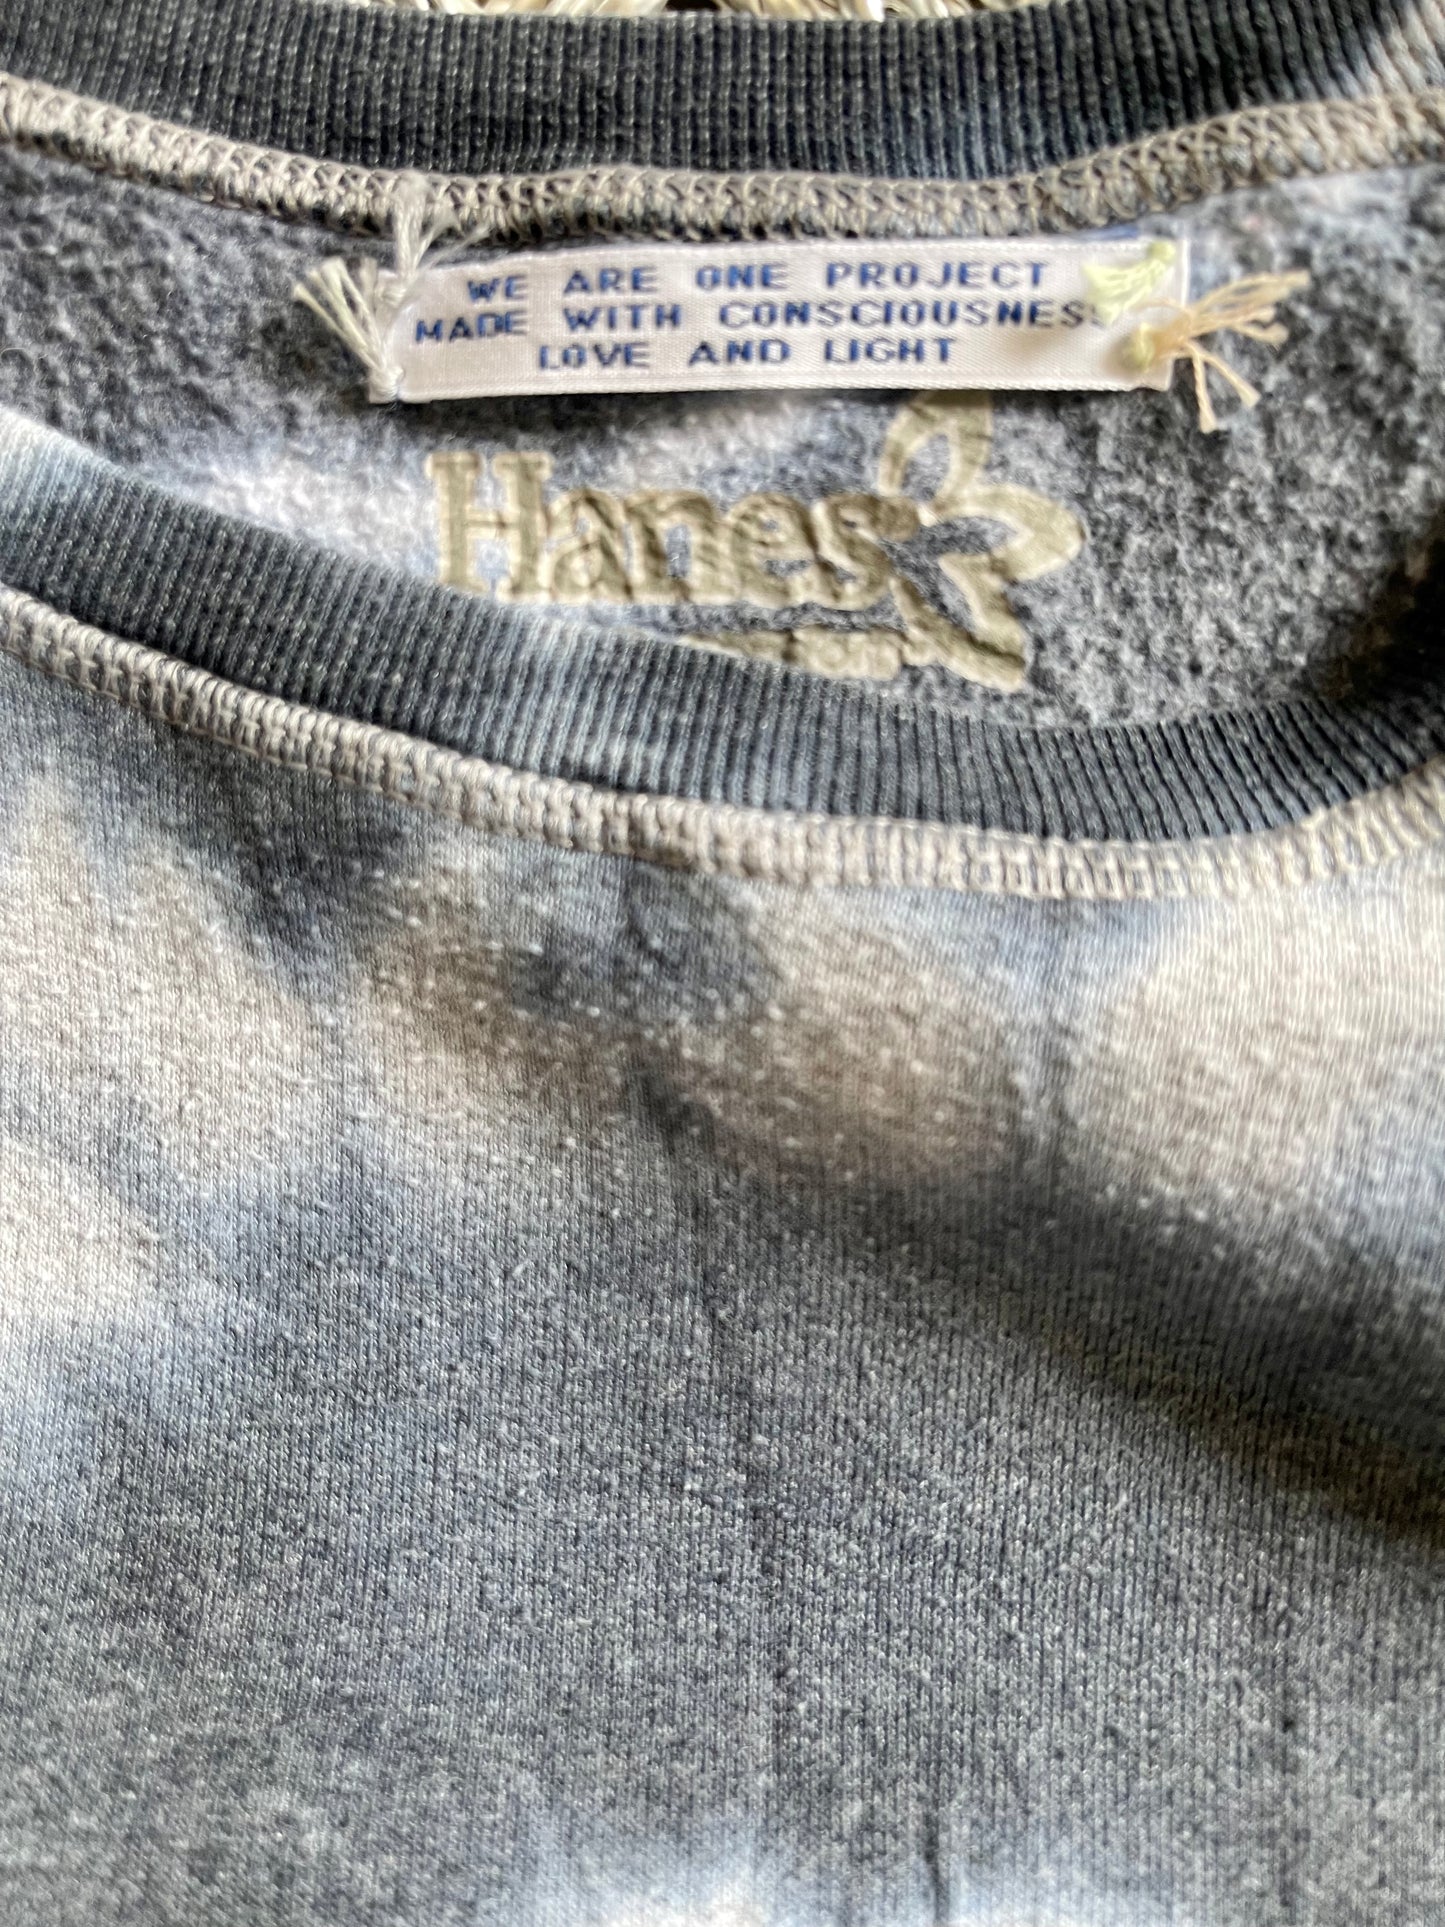 WE ARE ONE PROJECT
MADE WITH CONSCIOUSNESS
LOVE AND LIGHT
Hanes